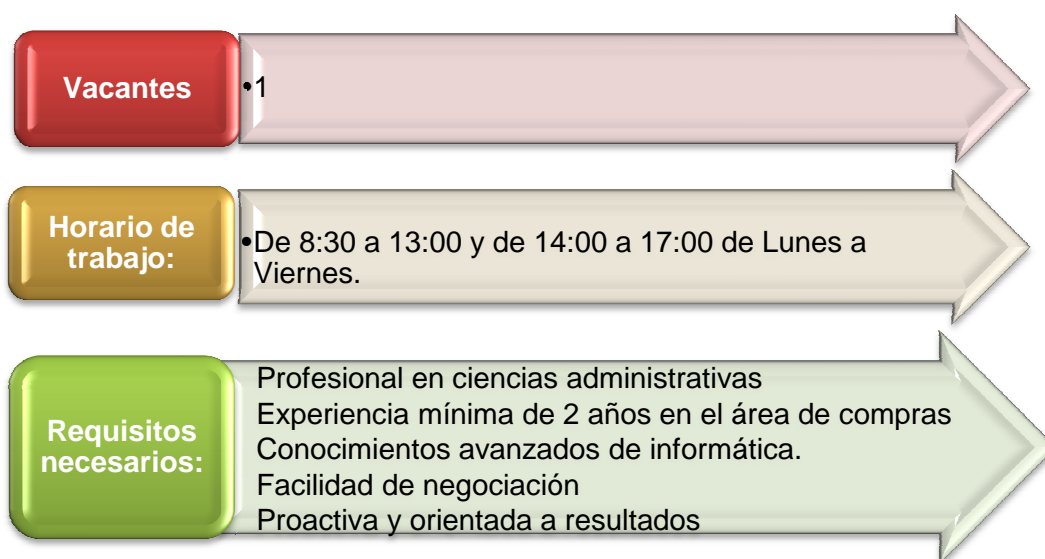 Vacantes
•1
Horario de
trabajo:
•De 8:30 a 13:00 y de 14:00 a 17:00 de Lunes a
Viernes.
Requisitos
necesarios:
Profesional en ciencias administrativas
Experiencia mínima de 2 años en el área de compras
Conocimientos avanzados de informática.
Facilidad de negociación
Proactiva y orientada a resultados